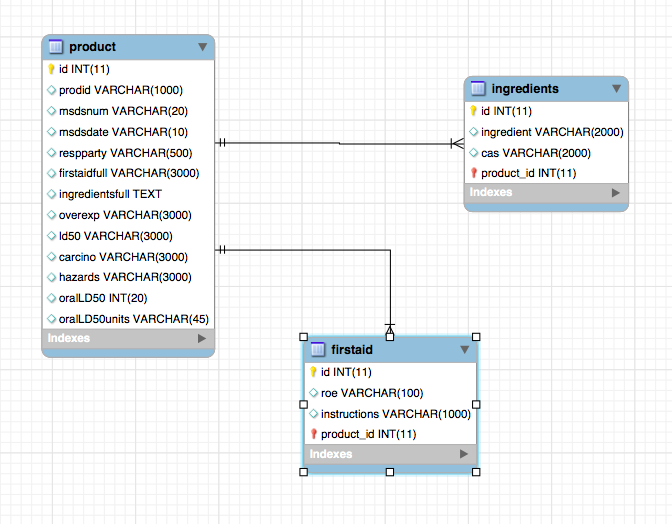 product
id INT(11)
prodid VARCHAR(1000)
msdsnum VARCHAR(20)
msdsdate VARCHAR(10)
respparty VARCHAR(500)
firstaidfull VARCHAR(3000)
ingredientsfull TEXT
overexp VARCHAR(3000)
ld50 VARCHAR(3000)
carcino VARCHAR(3000)
hazards VARCHAR(3000)
oralLD50 INT(20)
oralLD50units VARCHAR(45)
Indexes
ingredients
id INT(11)
ingredient VARCHAR(2000)
cas VARCHAR(2000)
product_id INT(11)
Indexes
firstaid
id INT(11)
roe VARCHAR(100)
instructions VARCHAR(1000)
product_id INT(11)
Indexes